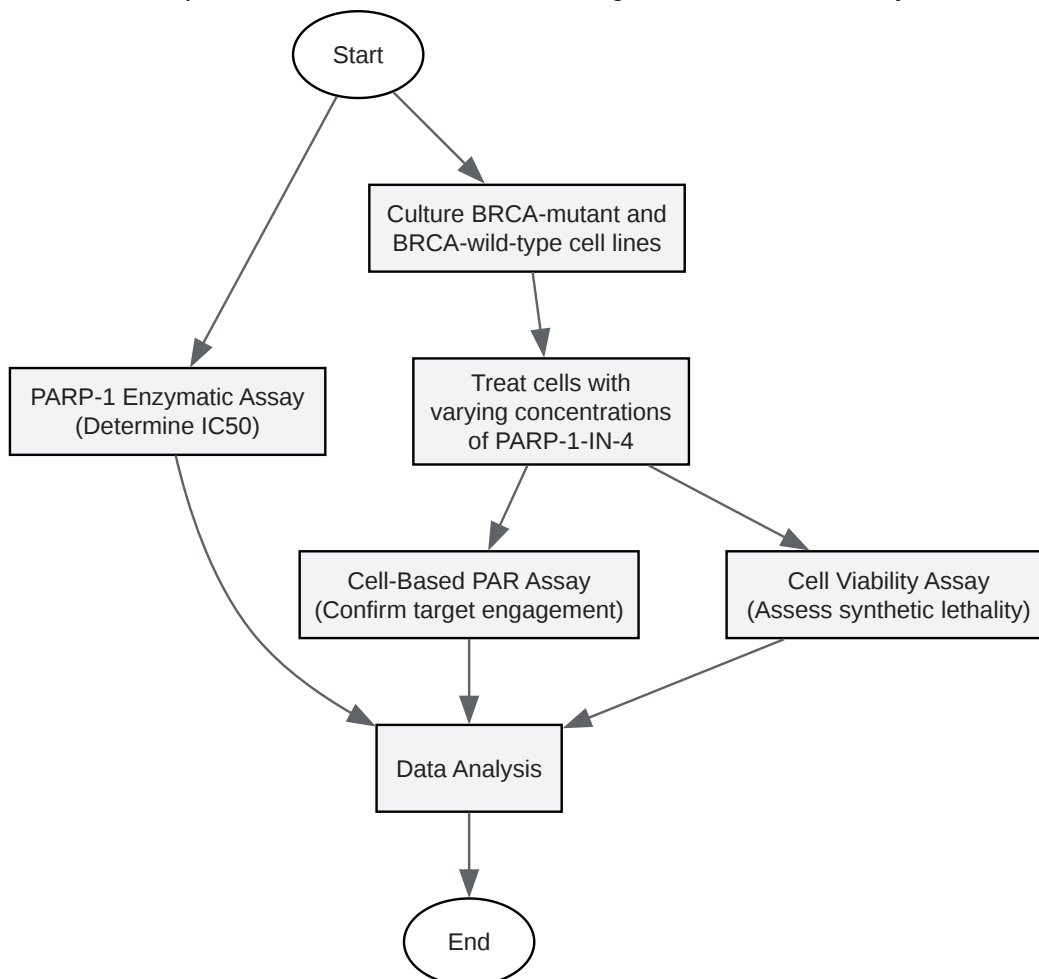 Start
Culture BRCA-mutant and
BRCA-wild-type cell lines
PARP-1 Enzymatic Assay
(Determine IC50)
Treat cells with
varying concentrations
of PARP-1-IN-4
Cell-Based PAR Assay
(Confirm target engagement)
Cell Viability Assay
(Assess synthetic lethality)
Data Analysis
End